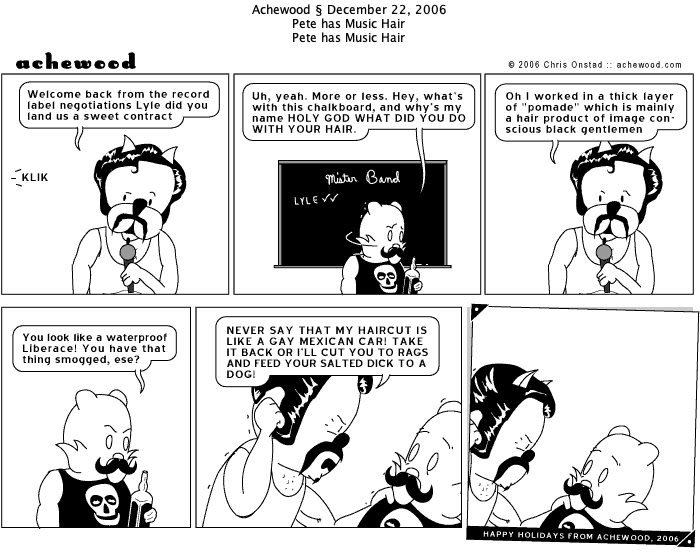 Achewood § December 22, 2006
Pete has Music Hair
Pete has Music Hair
achewood
© 2006 Chris Onstad :: achewood.com
Welcome back from the record
label negotiations Lyle did you
land us a sweet contract
KLIK
Uh, yeah. More or less. Hey, what's
with this chalkboard, and why's my
name HOLY GOD WHAT DID YOU DO
WITH YOUR HAIR.
Mister Band
LYLE ✓✓
Oh I worked in a thick layer
of "pomade" which is mainly
a hair product of image con-
scious black gentlemen
You look like a waterproof
Liberace! You have that
thing smogged, ese?
NEVER SAY THAT MY HAIRCUT IS
LIKE A GAY MEXICAN CAR! TAKE
IT BACK OR I'LL CUT YOU TO RAGS
AND FEED YOUR SALTED DICK TO A
DOG!
HAPPY HOLIDAYS FROM ACHEWOOD, 2006